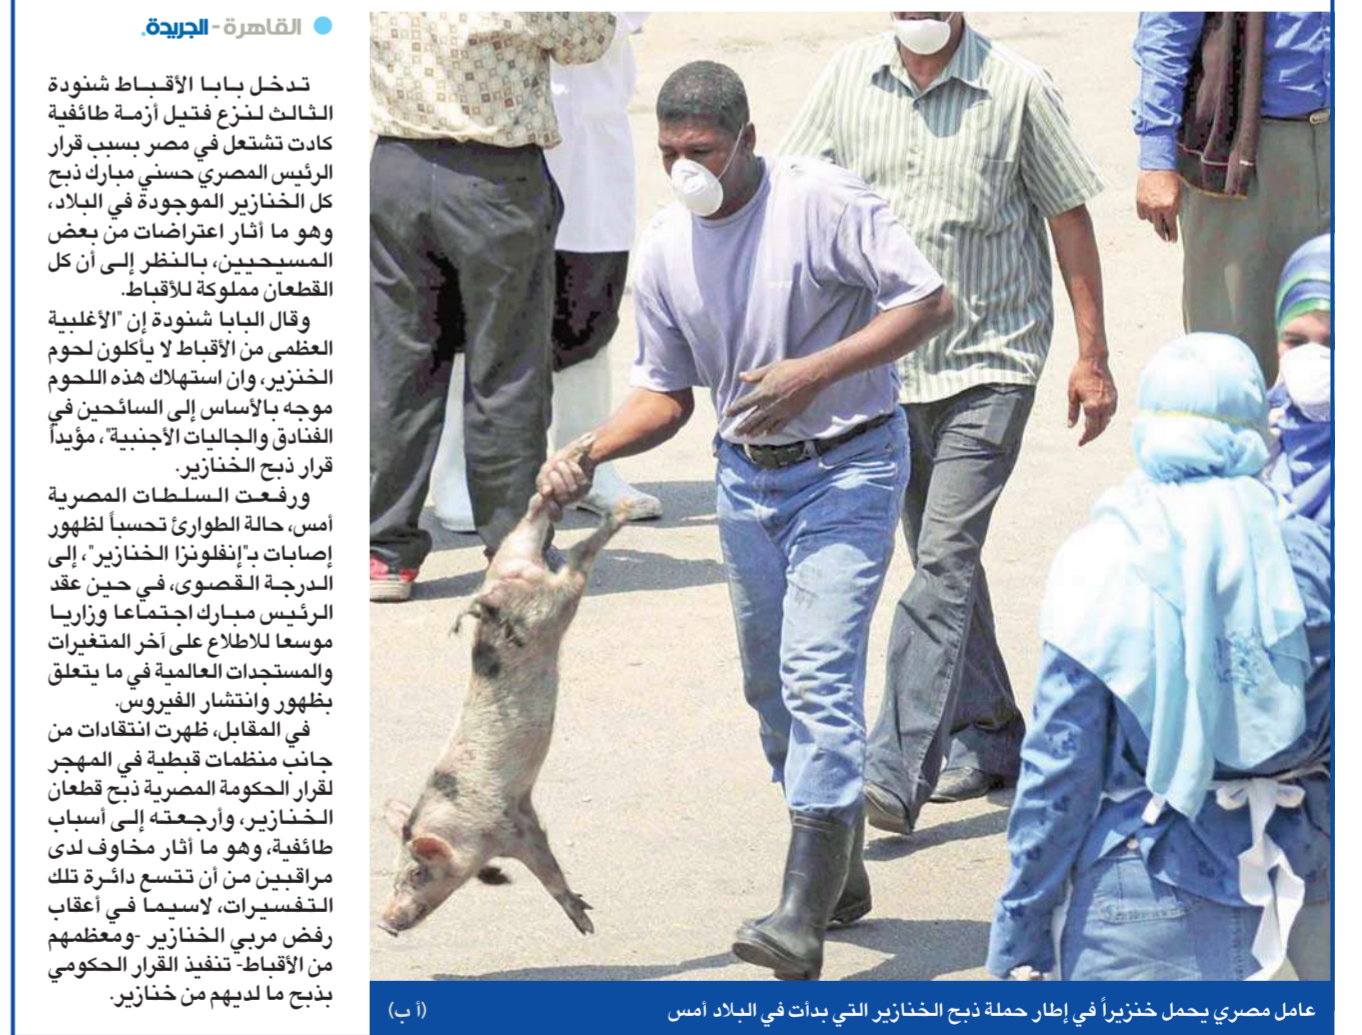 القاهرة - الجريدة.
تدخل بابا الأقباط شنودة
الثالث لنزع فتيل أزمة طائفية
كادت تشتعل في مصر بسبب قرار
الرئيس المصري حسني مبارك ذبح
كل الخنازير الموجودة في البلاد،
وهو ما أثار اعتراضات من بعض
المسيحيين، بالنظر إلى أن كل
القطعان مملوكة للأقباط.
وقال البابا شنودة إن "الأغلبية
العظمى من الأقباط لا يأكلون لحوم
الخنزير، وان استهلاك هذه اللحوم
موجه بالأساس إلى السائحين في
الفنادق والجاليات الأجنبية"، مؤيداً
قرار ذبح الخنازير.
ورفعت السلطات المصرية
أمس، حالة الطوارئ تحسباً لظهور
إصابات بـ"إنفلونزا الخنازير"، إلى
الدرجة القصوى، في حين عقد
الرئيس مبارك اجتماعا وزاريا
موسعا للاطلاع على آخر المتغيرات
والمستجدات العالمية في ما يتعلق
بظهور وانتشار الفيروس.
في المقابل، ظهرت انتقادات من
جانب منظمات قبطية في المهجر
لقرار الحكومة المصرية ذبح قطعان
الخنازير، وأرجعته إلى أسباب
طائفية، وهو ما أثار مخاوف لدى
مراقبين من أن تتسع دائرة تلك
التفسيرات، لاسيما في أعقاب
رفض مربي الخنازير -ومعظمهم
من الأقباط- تنفيذ القرار الحكومي
بذبح ما لديهم من خنازير.
عامل مصري يحمل خنزيراً في إطار حملة ذبح الخنازير التي بدأت في البلاد أمس (أ ب)